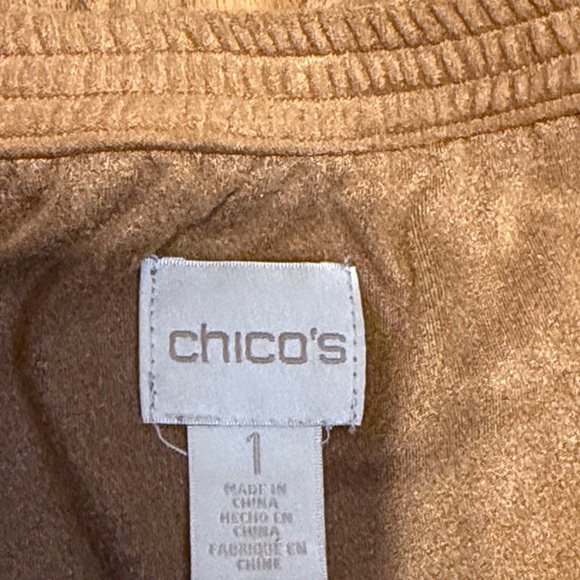 chico's
1
MADE IN
CHINA
HECHO EN
CHINA
FABRIQUÉ EN
CHINE